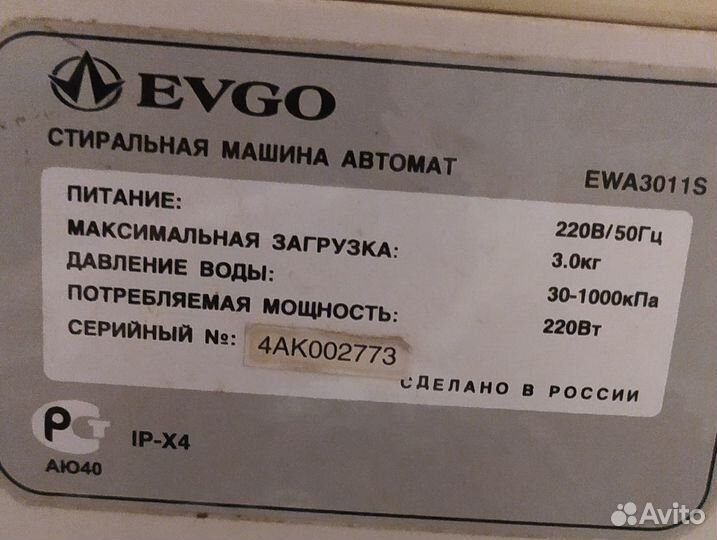 EVGO
СТИРАЛЬНАЯ МАШИНА АВТОМАТ EWA3011S
ПИТАНИЕ: 220В/50Гц
МАКСИМАЛЬНАЯ ЗАГРУЗКА: 3.0кг
ДАВЛЕНИЕ ВОДЫ: 30-1000кПа
ПОТРЕБЛЯЕМАЯ МОЩНОСТЬ: 220Вт
СЕРИЙНЫЙ №: 4AK002773
СДЕЛАНО В РОССИИ
РСТ IP-X4
АЮ40
Avito